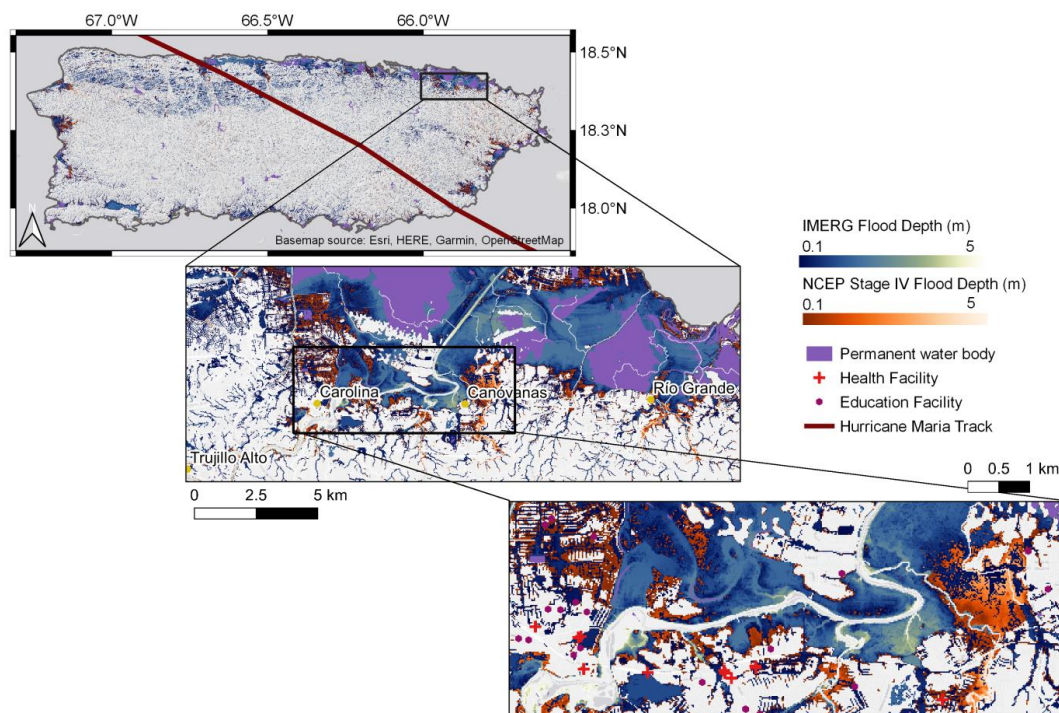 67.0°W 66.5°W 66.0°W
18.5°N
18.3°N
18.0°N
N
Basemap source: Esri, HERE, Garmin, OpenStreetMap
IMERG Flood Depth (m)
0.1 5
NCEP Stage IV Flood Depth (m)
0.1 5
Permanent water body
Health Facility
Education Facility
Hurricane Maria Track
Carolina
Canóvanas
Río Grande
Trujillo Alto
0 2.5 5 km
0 0.5 1 km